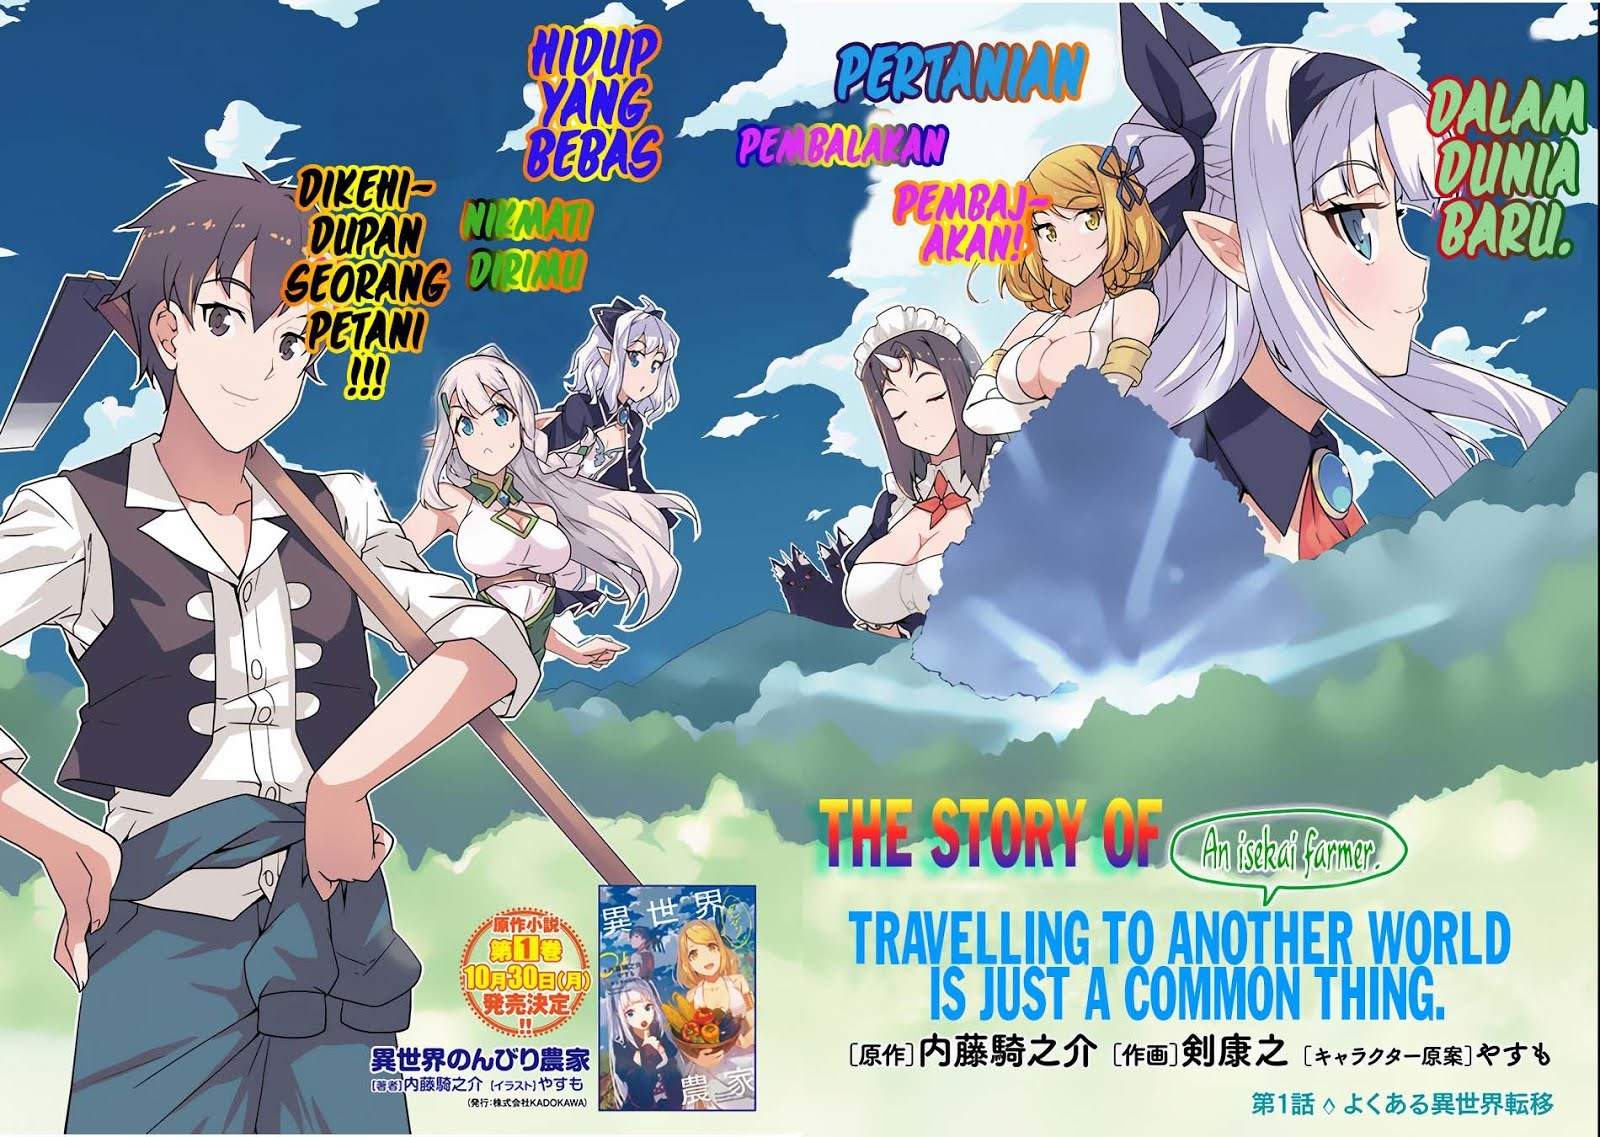 DALAM
DUNIA
BARU.
PERTANIAN
PEMBALAKAN
PEMBAJ-
AKAN!
HIDUP
YANG
BEBAS
NIKMATI
DIRIMU
DIKEHI-
DUPAN
SEORANG
PETANI
!!!
THE STORY OF
An isekai farmer.
TRAVELLING TO ANOTHER WORLD
IS JUST A COMMON THING.
[原作]内藤騎之介 [作画]剣康之 [キャラクター原案]やすも
第1話◇よくある異世界転移
原作小説
第1巻
10月30日(月)
発売決定
!!
異世界
農家
異世界のんびり農家
[著者]内藤騎之介 [イラスト]やすも
(発行:株式会社KADOKAWA)